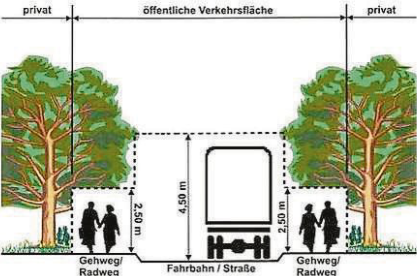 privat
öffentliche Verkehrsfläche
privat
2,50 m
4,50 m
2,50 m
Gehweg/
Radweg
Fahrbahn / Straße
Gehweg/
Radweg